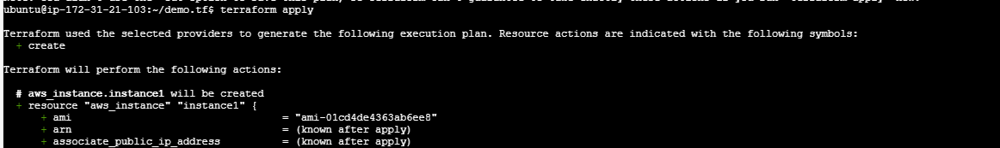 ubuntu@ip-172-31-21-103:~/demo.tf$ terraform apply
Terraform used the selected providers to generate the following execution plan. Resource actions are indicated with the following symbols:
+ create
Terraform will perform the following actions:
# aws_instance.instance1 will be created
+ resource "aws_instance" "instance1" {
+ ami = "ami-01cd4de4363ab6ee8"
+ arn = (known after apply)
+ associate_public_ip_address = (known after apply)